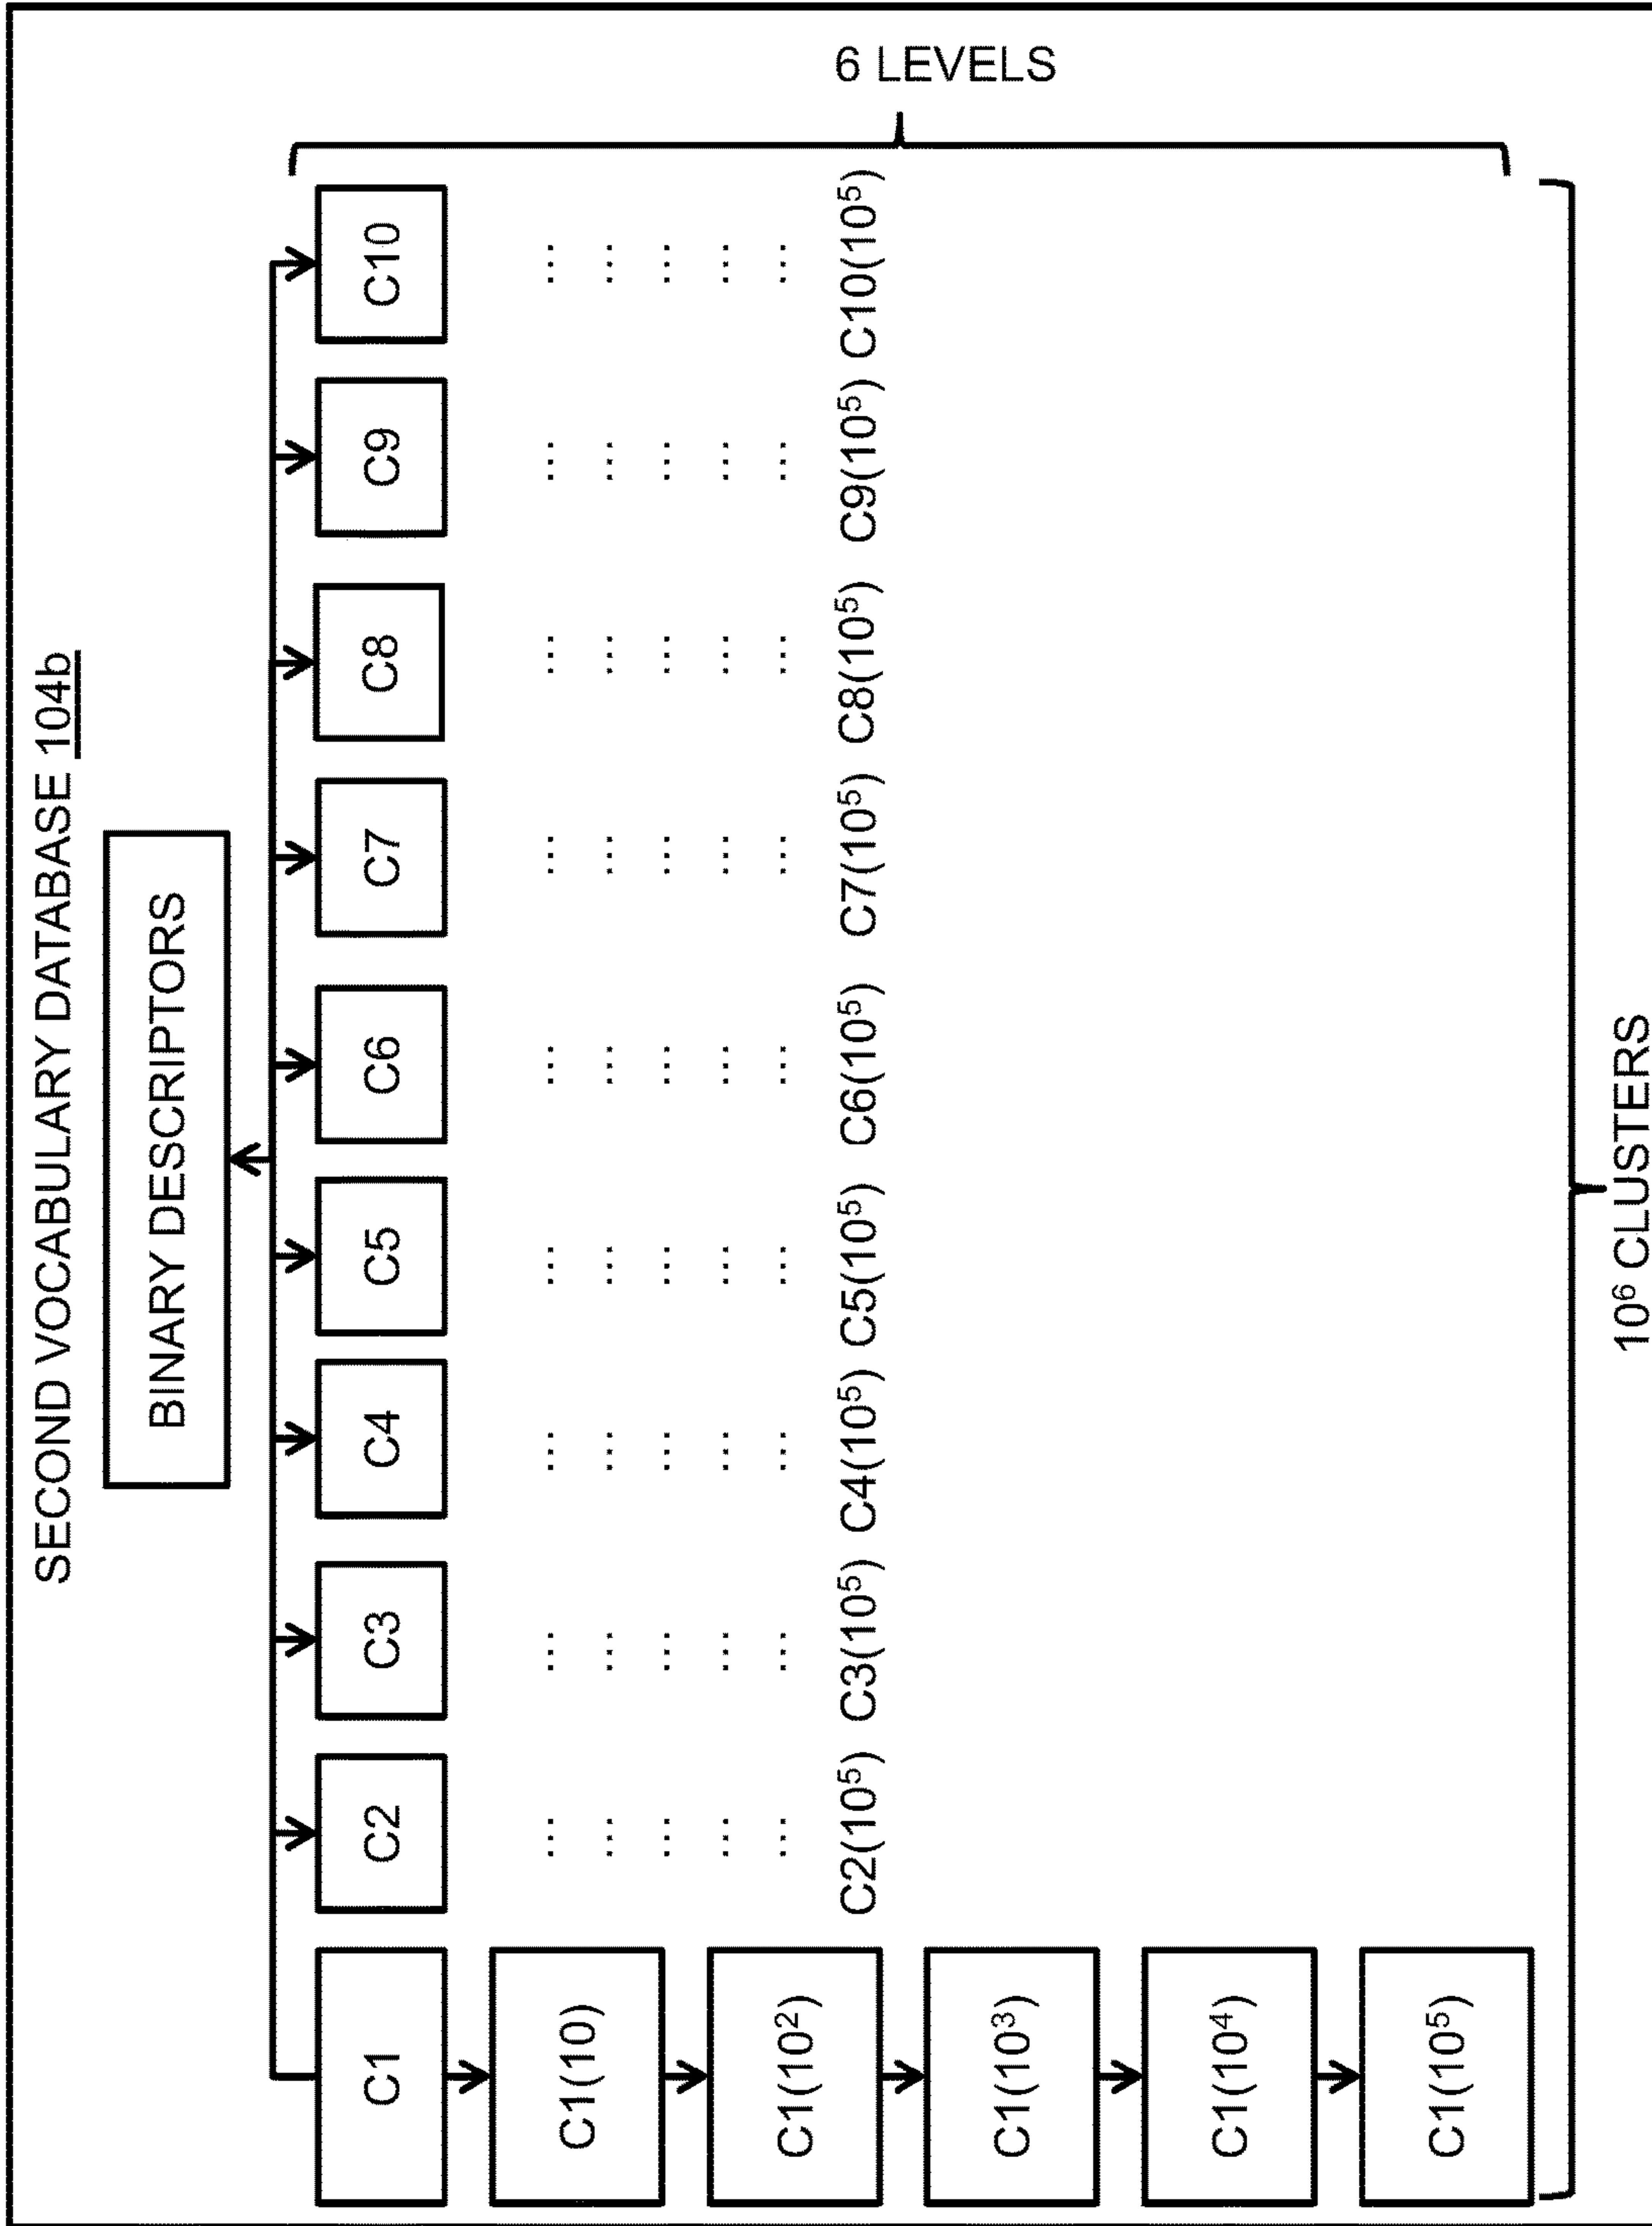 SECOND VOCABULARY DATABASE 104b
BINARY DESCRIPTORS
C1 C2 C3 C4 C5 C6 C7 C8 C9 C10
C1(10) ... ... ... ... ... ... ... ... ...
... ... ... ... ... ... ... ... ...
C1(10²) ... ... ... ... ... ... ... ... ...
... ... ... ... ... ... ... ... ...
... ... ... ... ... ... ... ... ...
C2(10⁵) C3(10⁵) C4(10⁵) C5(10⁵) C6(10⁵) C7(10⁵) C8(10⁵) C9(10⁵) C10(10⁵)
C1(10³)
C1(10⁴)
C1(10⁵)
6 LEVELS
10⁶ CLUSTERS